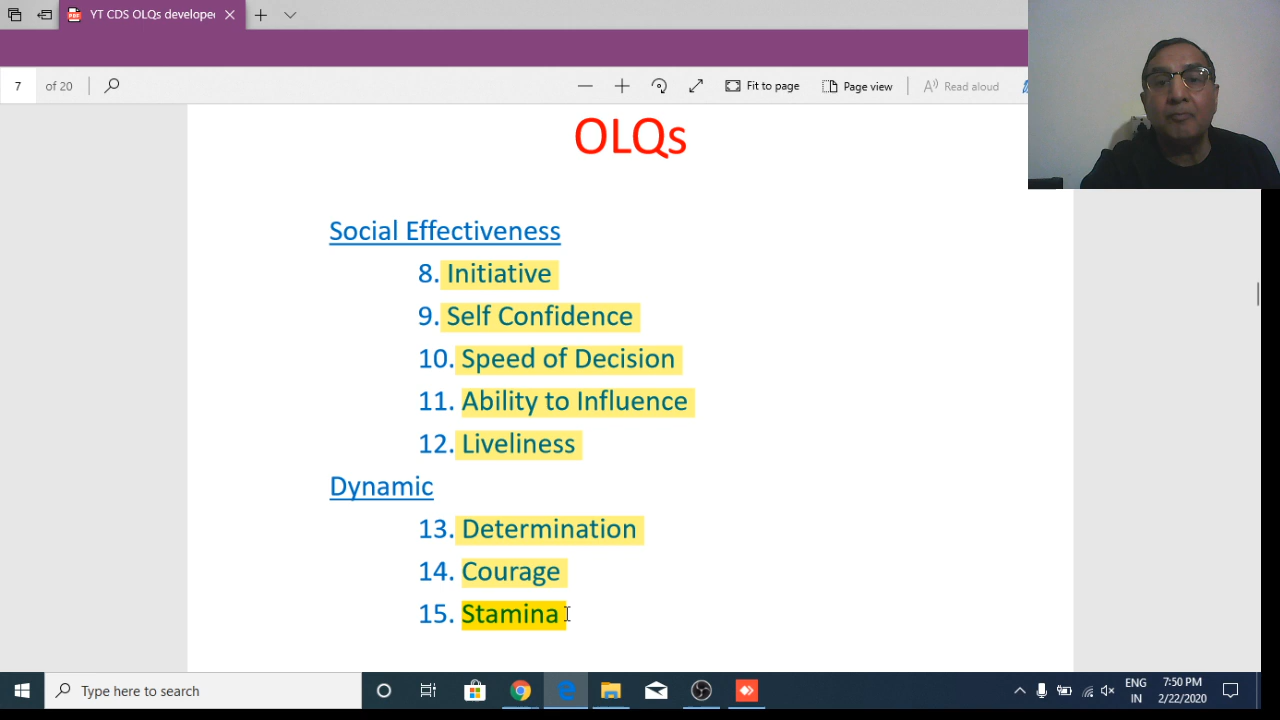 YT CDS OLQs develope
7 of 20
Fit to page
Page view
Read aloud
OLQs
Social Effectiveness
8. Initiative
9. Self Confidence
10. Speed of Decision
11. Ability to Influence
12. Liveliness
Dynamic
13. Determination
14. Courage
15. Stamina
Type here to search
ENG
IN
7:50 PM
2/22/2020